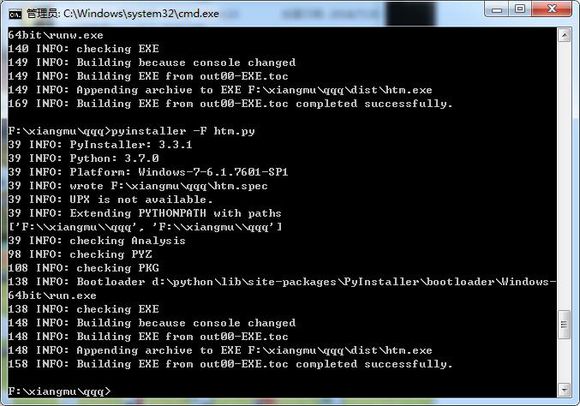 管理员: C:\Windows\system32\cmd.exe
64bit\runw.exe
140 INFO: checking EXE
149 INFO: Building because console changed
149 INFO: Building EXE from out00-EXE.toc
149 INFO: Appending archive to EXE F:\xiangmu\qqq\dist\htm.exe
169 INFO: Building EXE from out00-EXE.toc completed successfully.
F:\xiangmu\qqq>pyinstaller -F htm.py
39 INFO: PyInstaller: 3.3.1
39 INFO: Python: 3.7.0
39 INFO: Platform: Windows-7-6.1.7601-SP1
39 INFO: wrote F:\xiangmu\qqq\htm.spec
39 INFO: UPX is not available.
39 INFO: Extending PYTHONPATH with paths
['F:\\xiangmu\\qqq', 'F:\\xiangmu\\qqq']
39 INFO: checking Analysis
98 INFO: checking PYZ
108 INFO: checking PKG
138 INFO: Bootloader d:\python\lib\site-packages\PyInstaller\bootloader\Windows-
64bit\run.exe
138 INFO: checking EXE
148 INFO: Building because console changed
148 INFO: Building EXE from out00-EXE.toc
148 INFO: Appending archive to EXE F:\xiangmu\qqq\dist\htm.exe
158 INFO: Building EXE from out00-EXE.toc completed successfully.
F:\xiangmu\qqq>